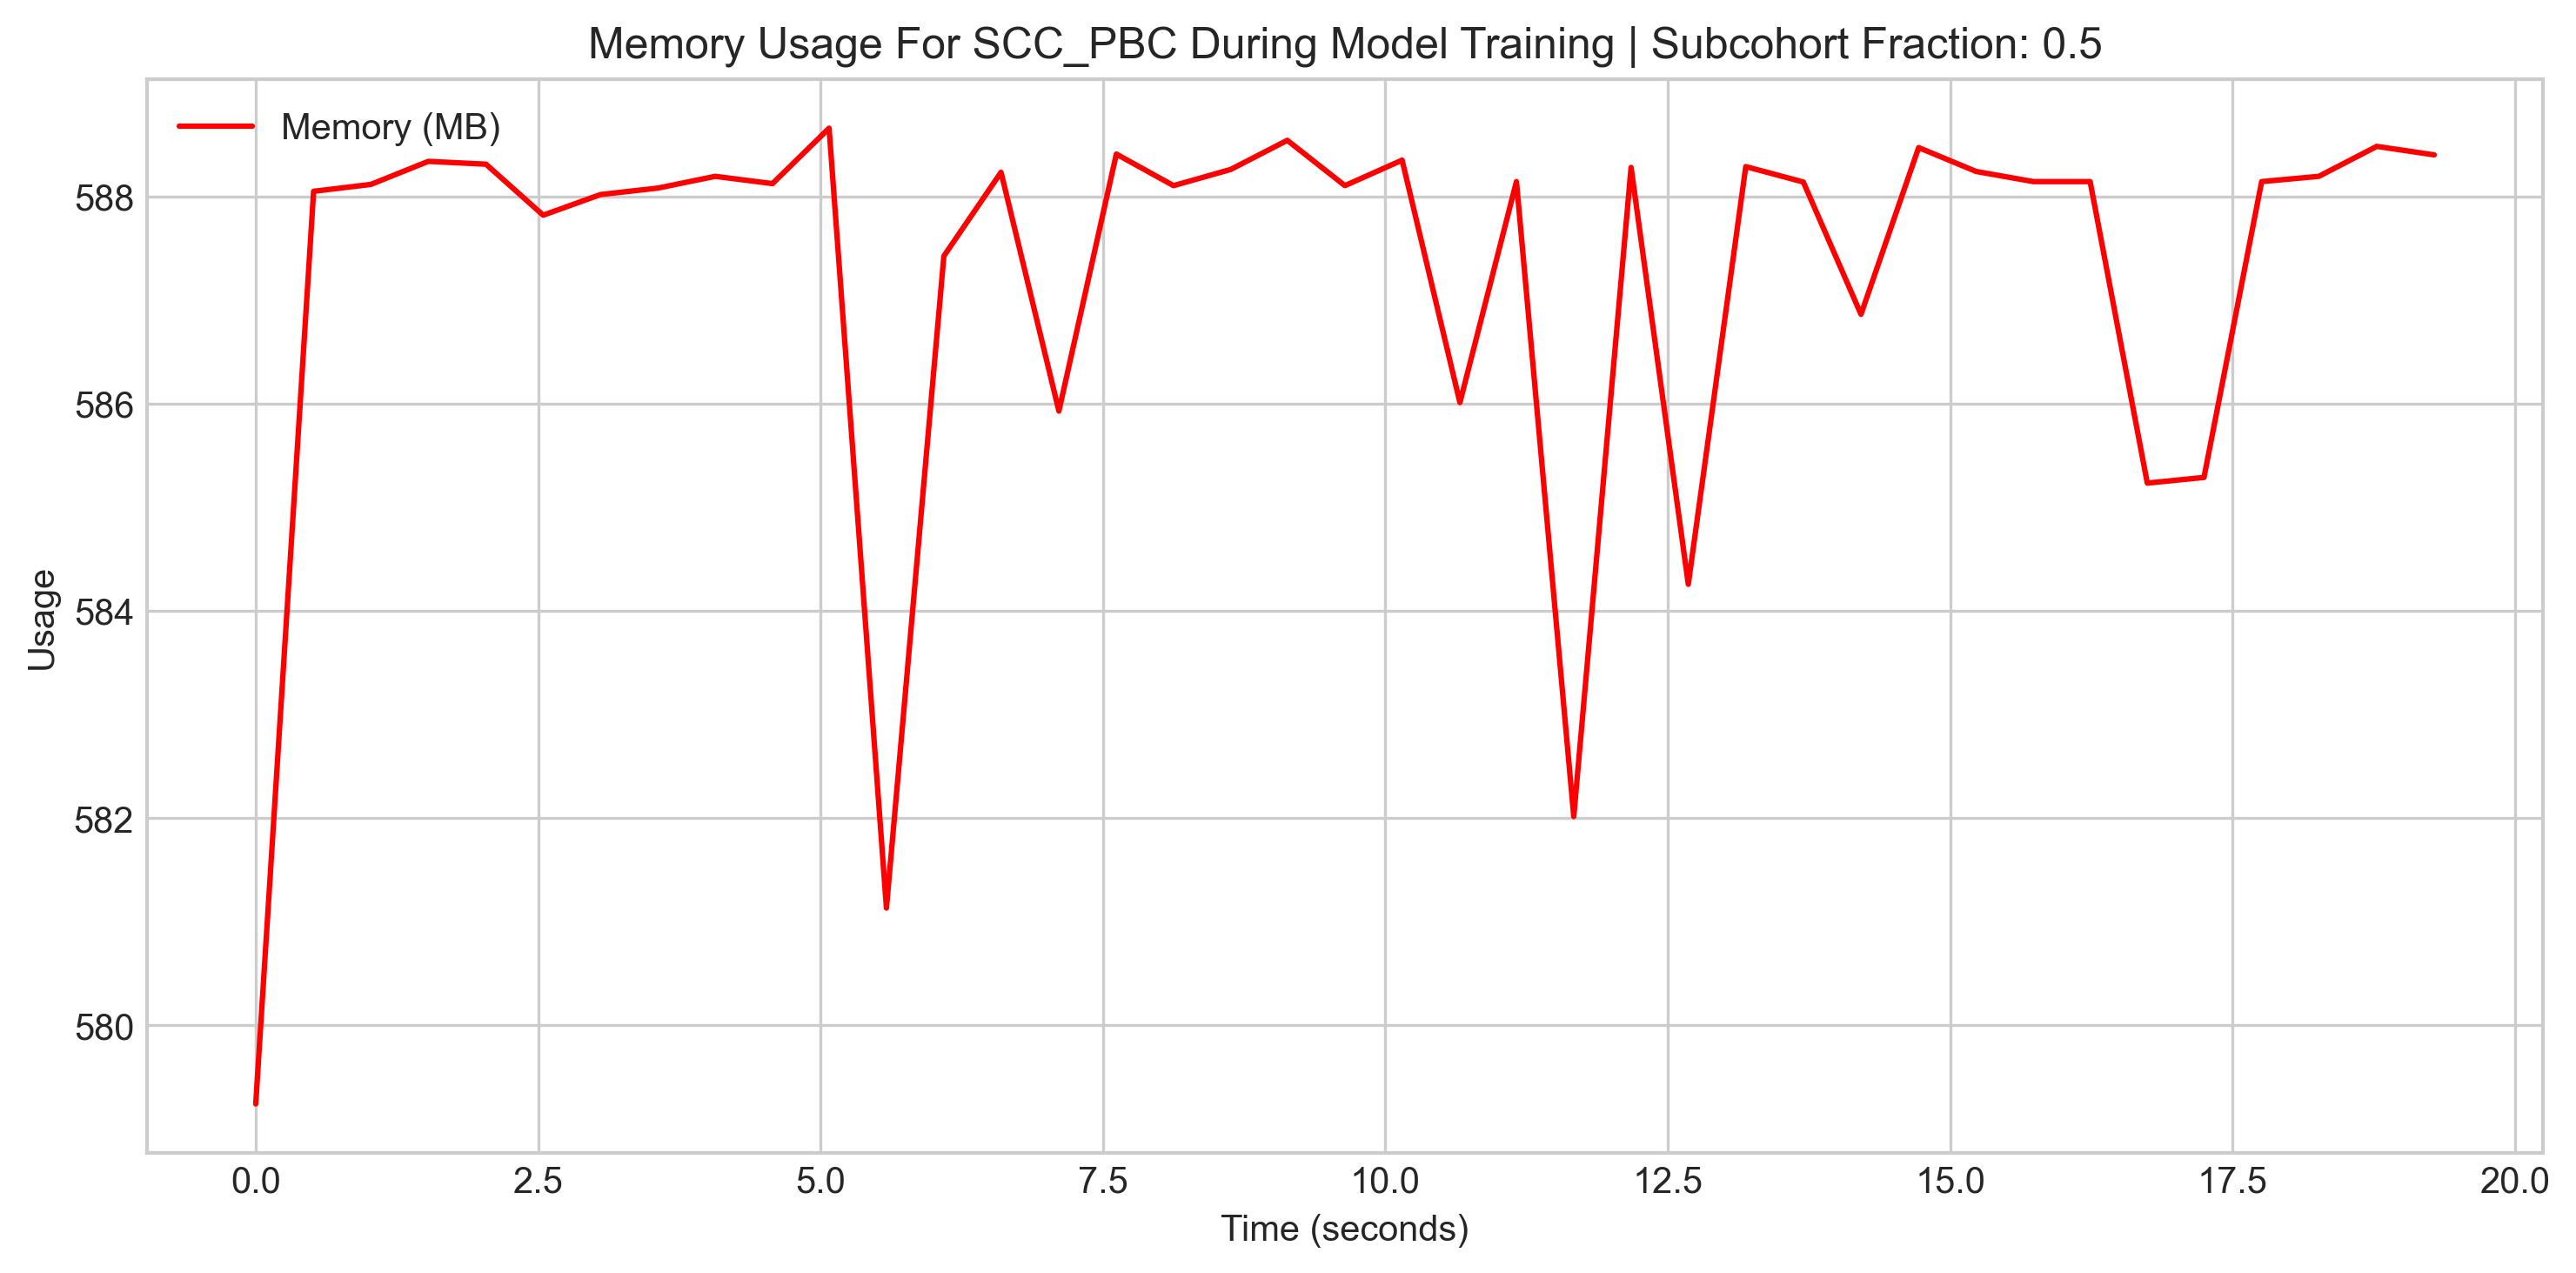 Memory Usage For SCC_PBC During Model Training | Subcohort Fraction: 0.5
Memory (MB)
588
586
584
582
580
Usage
0.0 2.5 5.0 7.5 10.0 12.5 15.0 17.5 20.0
Time (seconds)